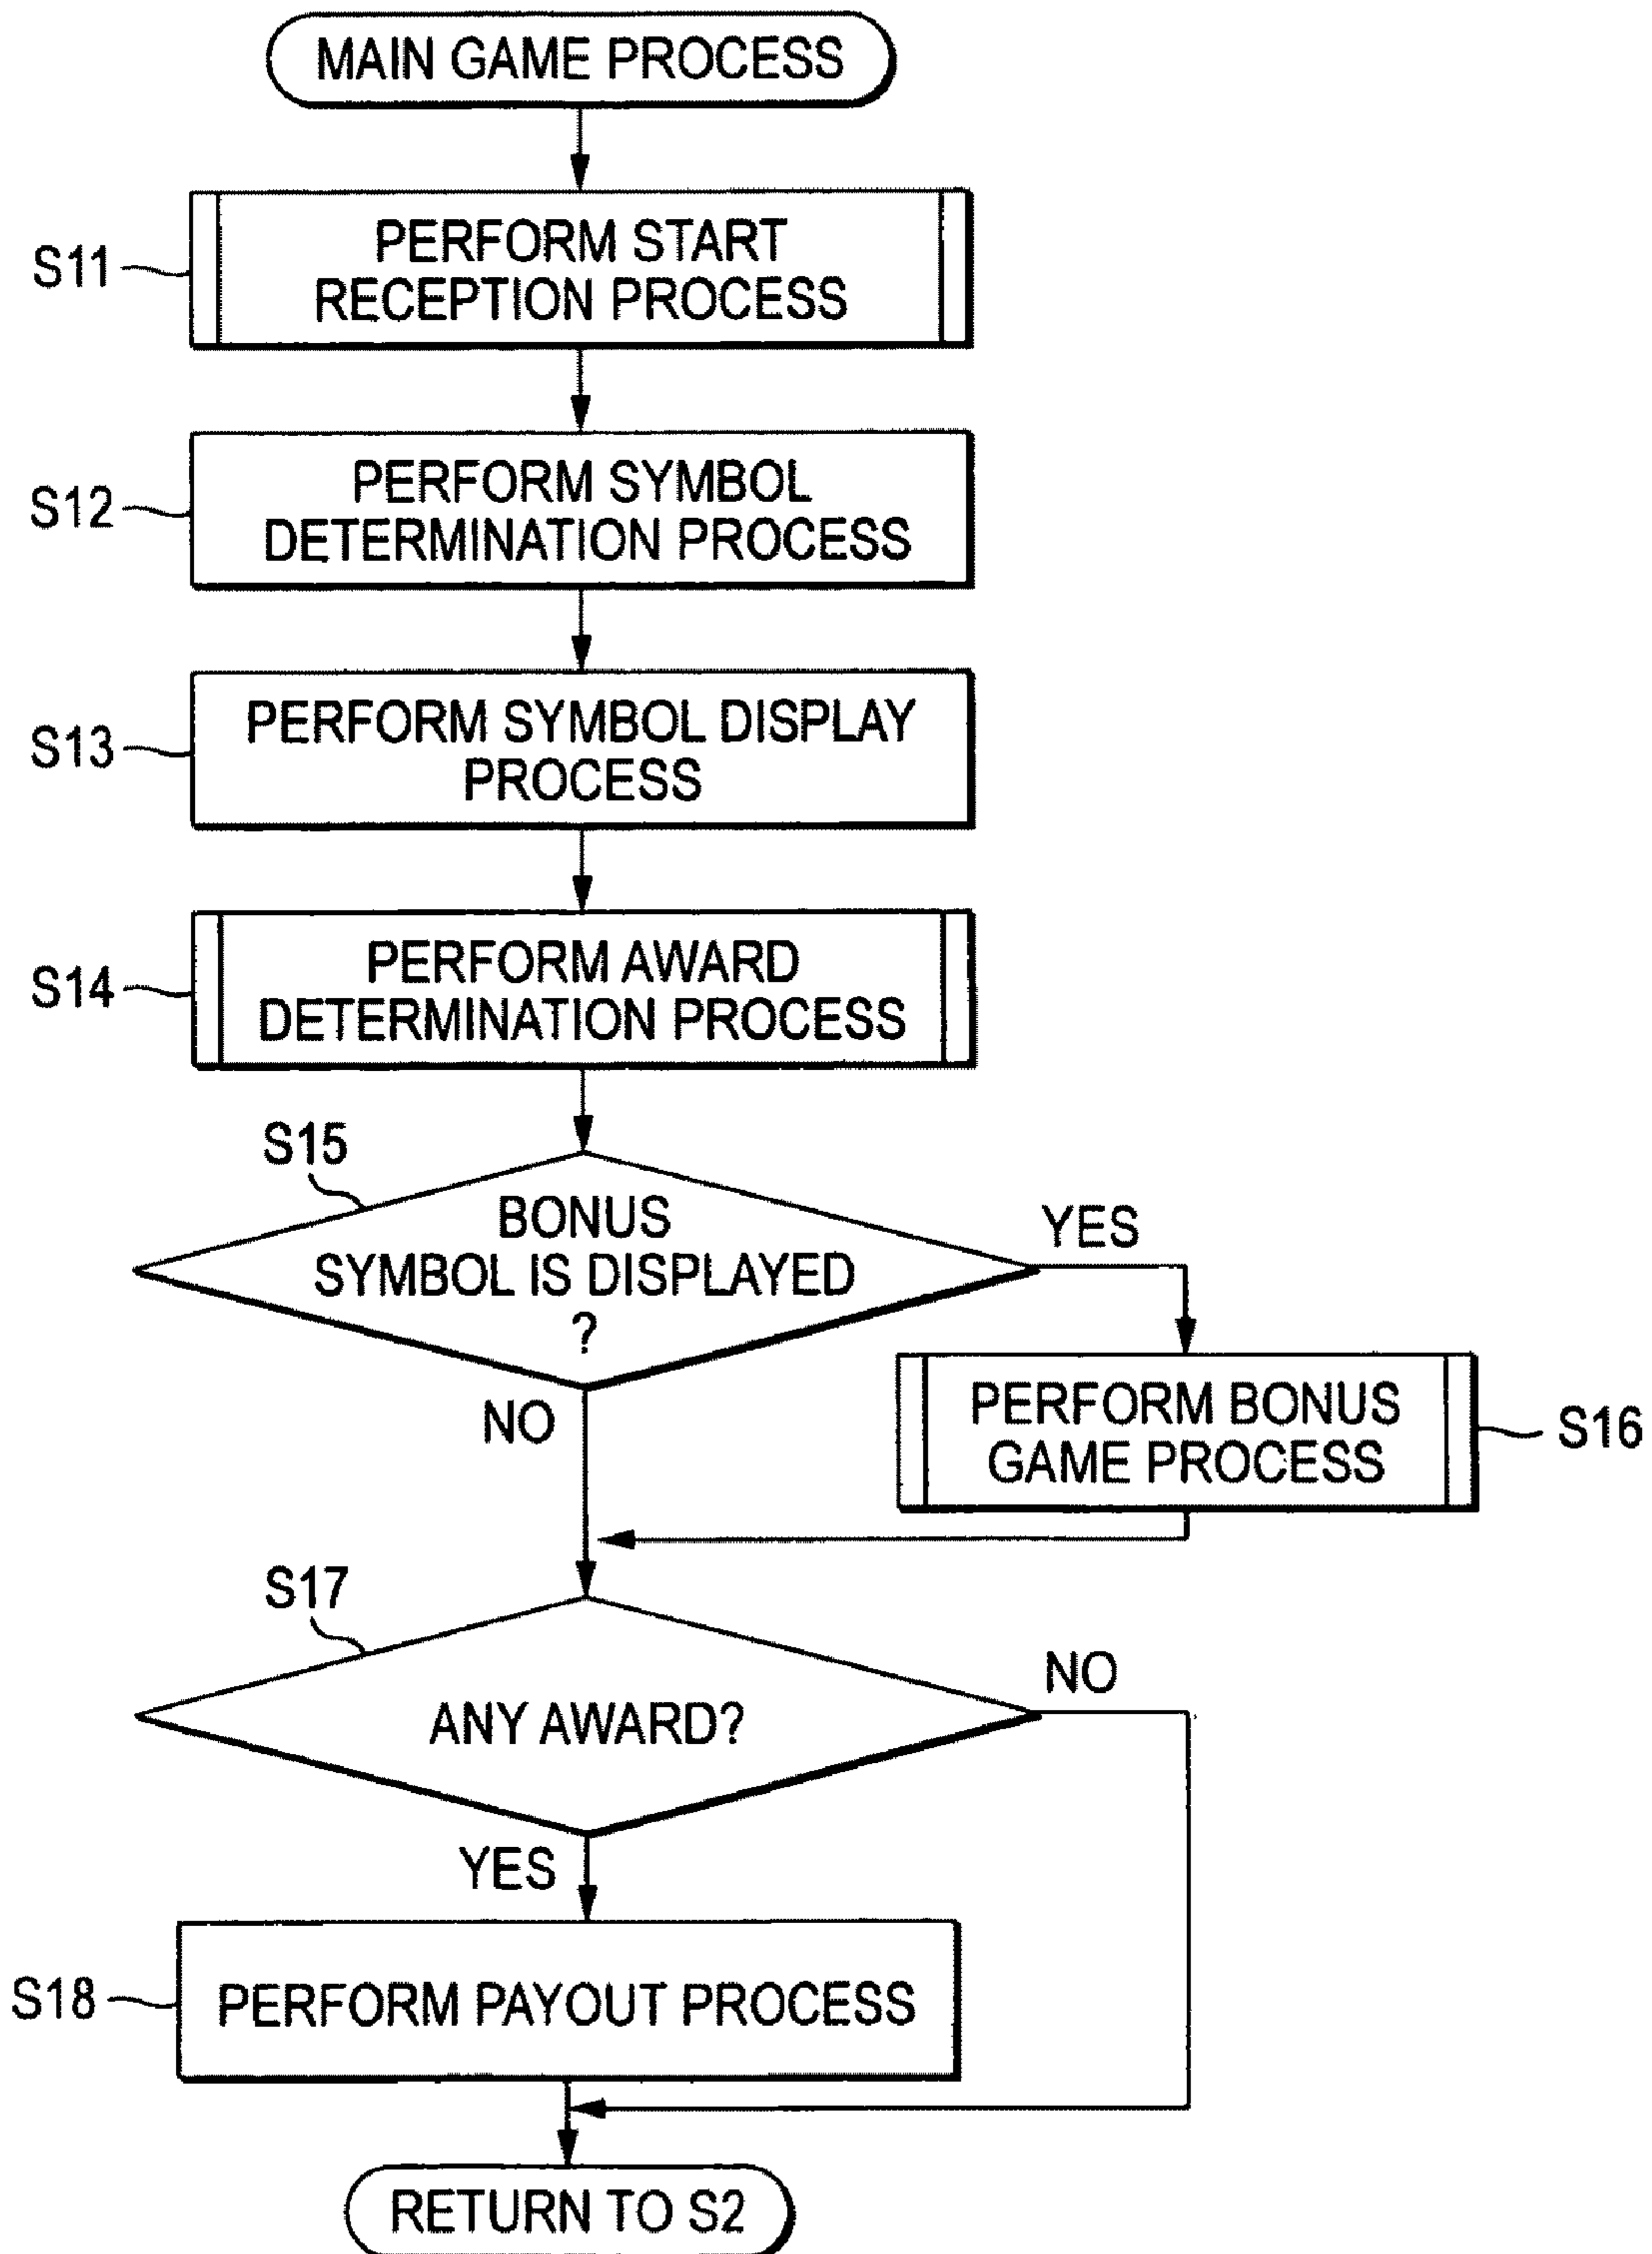 MAIN GAME PROCESS
S11
PERFORM START
RECEPTION PROCESS
S12
PERFORM SYMBOL
DETERMINATION PROCESS
S13
PERFORM SYMBOL DISPLAY
PROCESS
S14
PERFORM AWARD
DETERMINATION PROCESS
S15
BONUS
SYMBOL IS DISPLAYED
?
YES
NO
PERFORM BONUS
GAME PROCESS
S16
S17
ANY AWARD?
NO
YES
S18
PERFORM PAYOUT PROCESS
RETURN TO S2